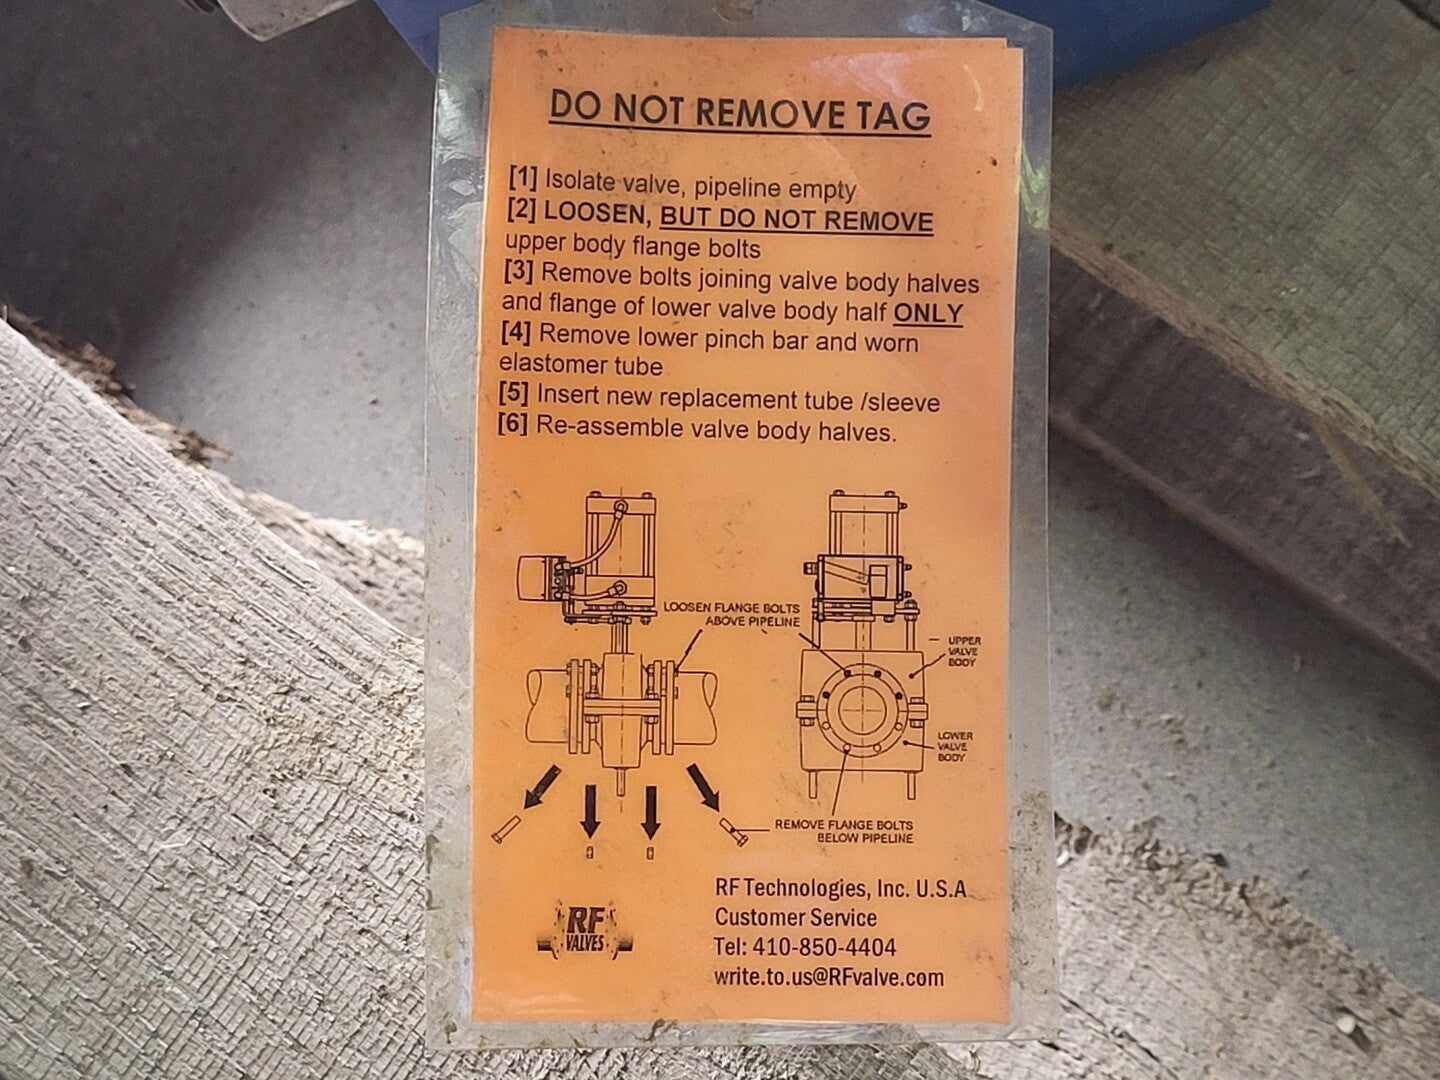 DO NOT REMOVE TAG
[1] Isolate valve, pipeline empty
[2] LOOSEN, BUT DO NOT REMOVE
upper body flange bolts
[3] Remove bolts joining valve body halves
and flange of lower valve body half ONLY
[4] Remove lower pinch bar and worn
elastomer tube
[5] Insert new replacement tube /sleeve
[6] Re-assemble valve body halves.
LOOSEN FLANGE BOLTS
ABOVE PIPELINE
UPPER
VALVE
BODY
LOWER
VALVE
BODY
REMOVE FLANGE BOLTS
BELOW PIPELINE
RF
VALVES
RF Technologies, Inc. U.S.A
Customer Service
Tel: 410-850-4404
write.to.us@RFvalve.com